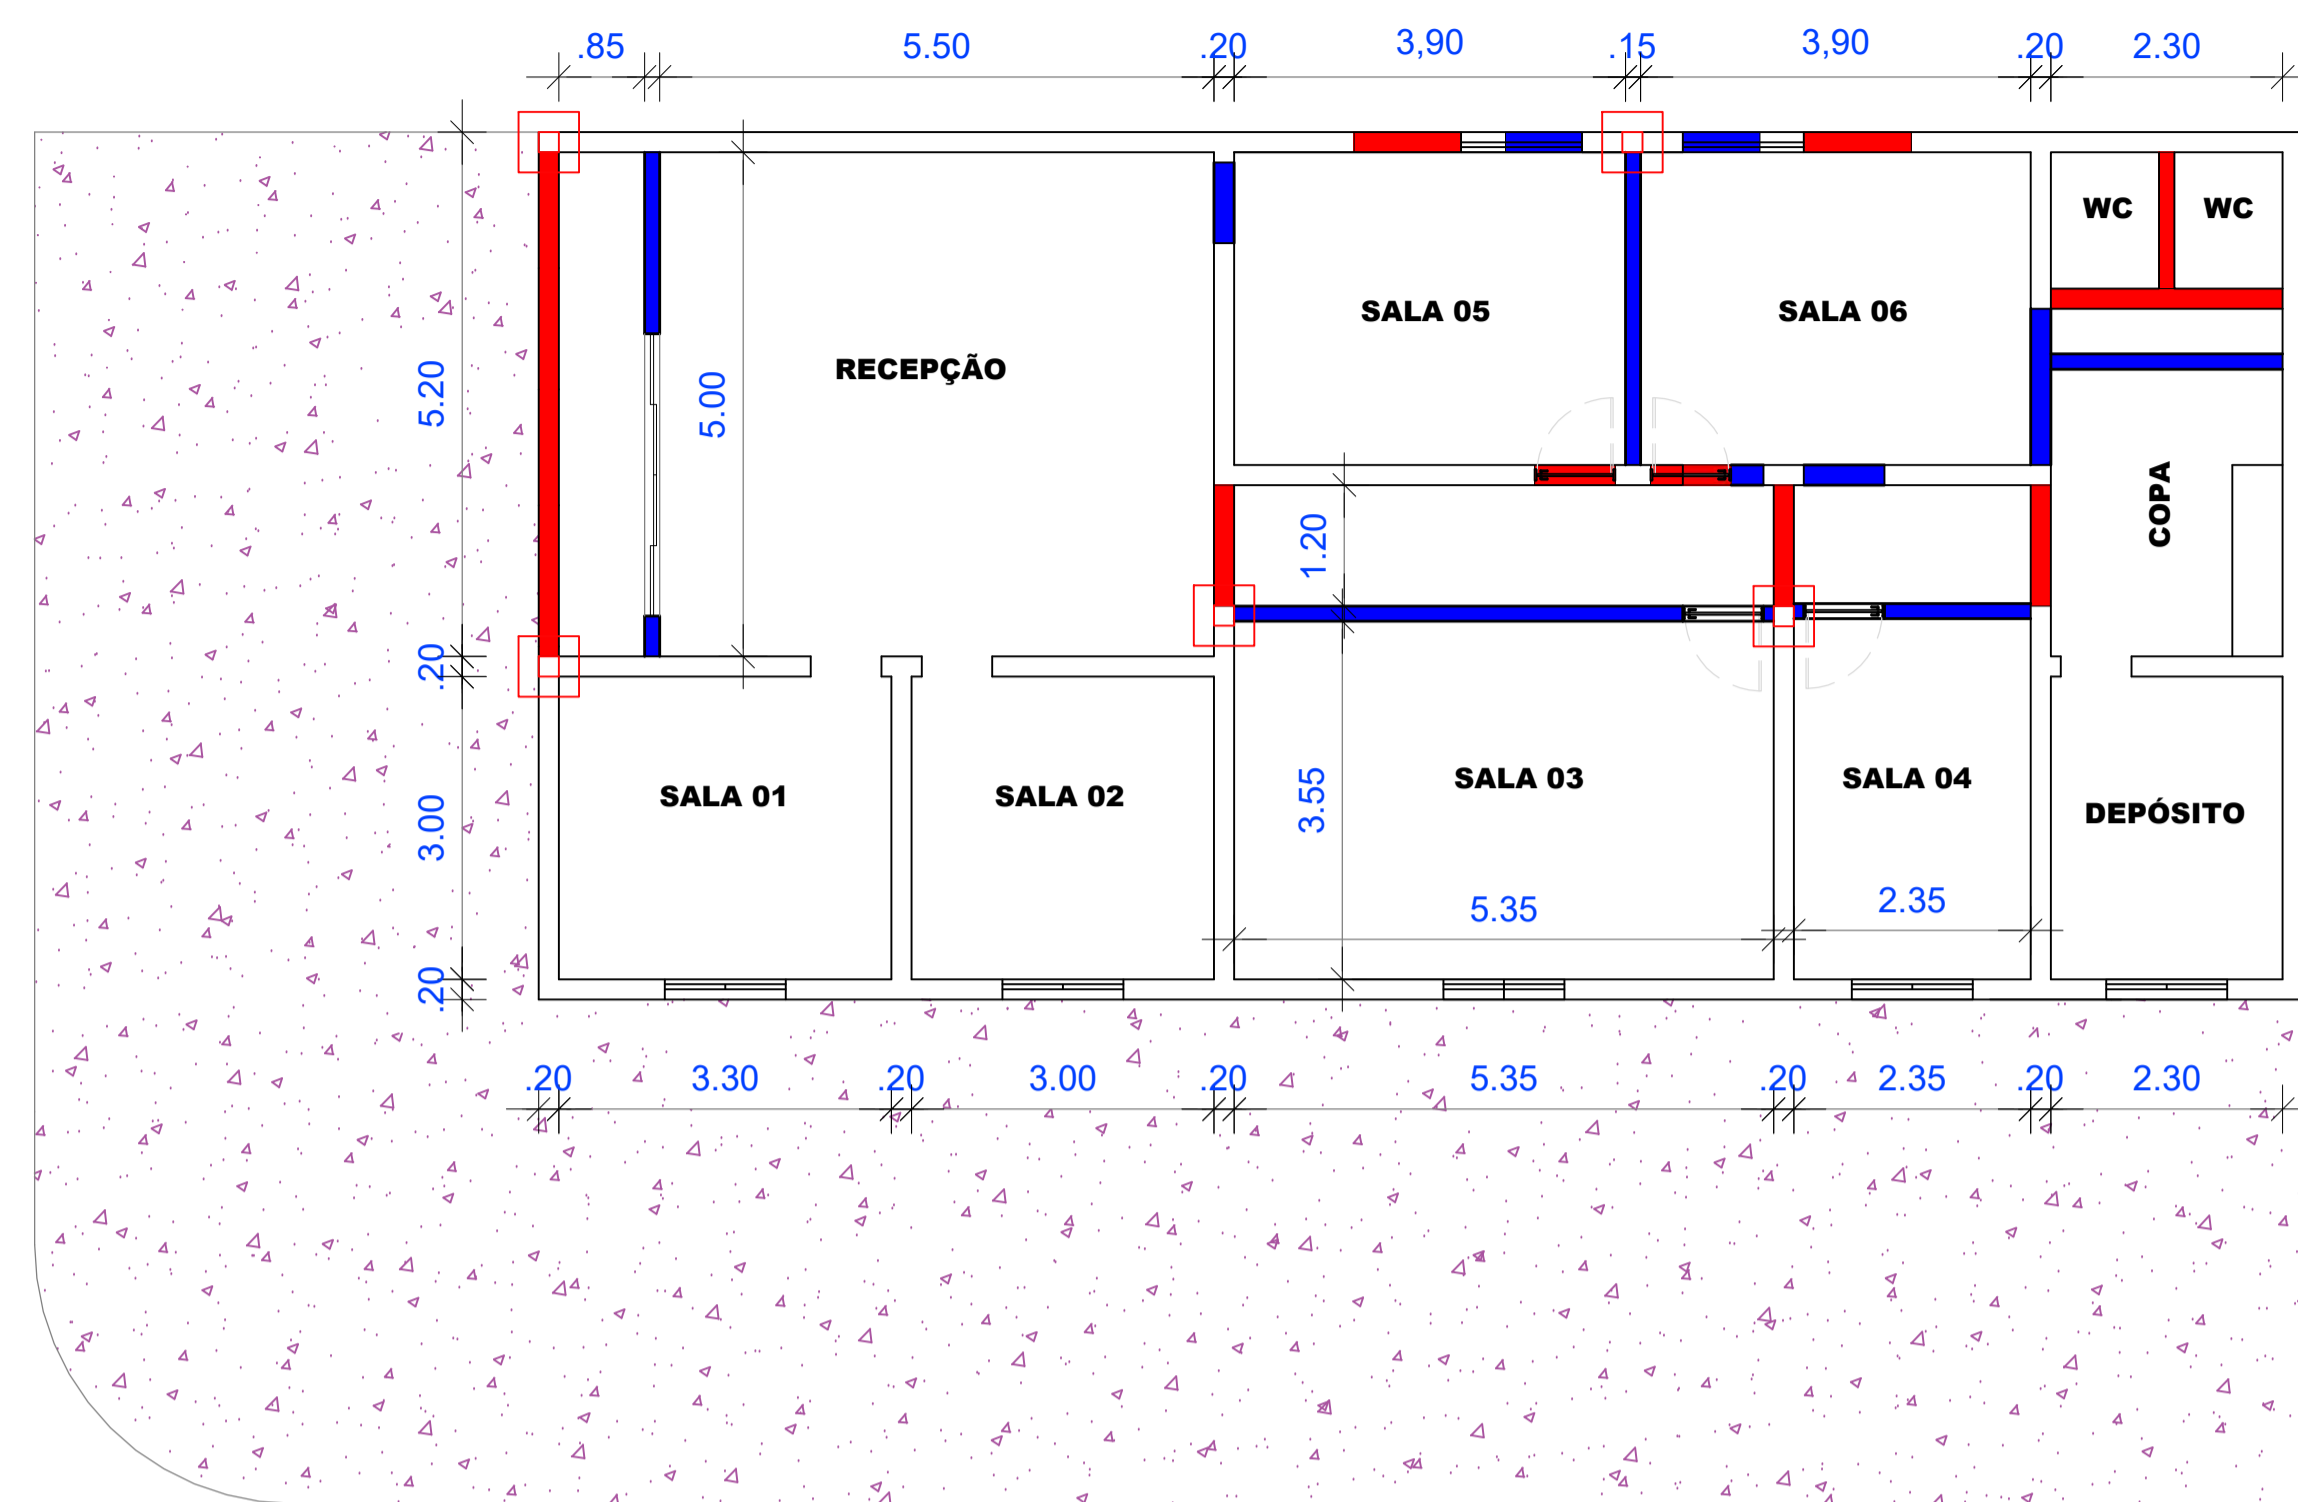 .85 5.50 .20 3,90 .15 3,90 .20 2.30
WC WC
SALA 05 SALA 06
RECEPÇÃO
5.20
5.00
COPA
1.20
.20
SALA 01 SALA 02 SALA 03 SALA 04
DEPÓSITO
3.00
3.55
5.35 2.35
.20
.20 3.30 .20 3.00 .20 5.35 .20 2.35 .20 2.30